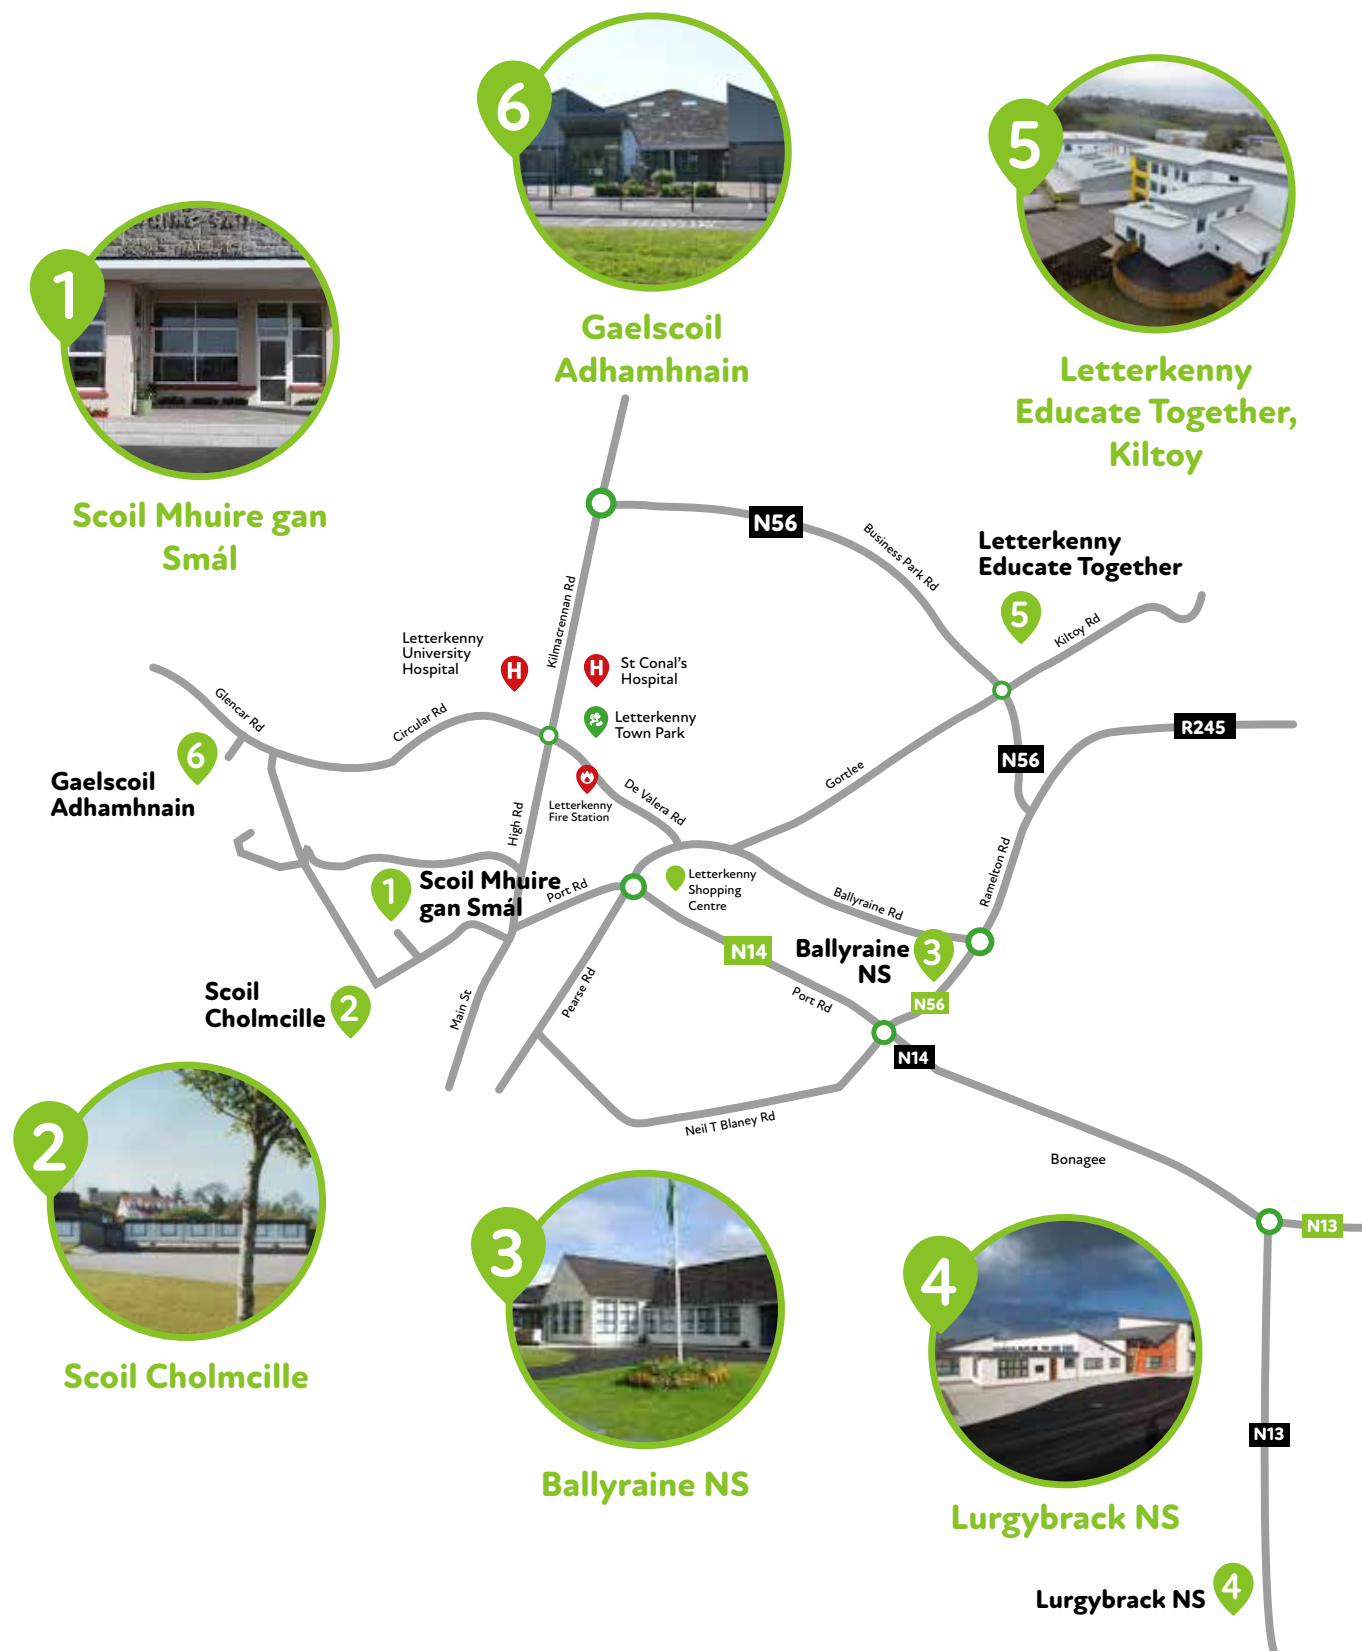 6
5
1
Gaelscoil
Adhamhnain
Letterkenny
Educate Together,
Kiltoy
Scoil Mhuire gan
Smál
N56
Business Park Rd
Letterkenny
Educate Together
5
Kiltoy Rd
Kilmacrennan Rd
Letterkenny
University
Hospital
H
H
St Conal's
Hospital
Letterkenny
Town Park
Glencar Rd
Circular Rd
R245
6
Gaelscoil
Adhamhnain
N56
Gortlee
Letterkenny
Fire Station
De Valera Rd
High Rd
Ramelton Rd
1
Scoil Mhuire
gan Smál
Port Rd
Letterkenny
Shopping
Centre
Ballyraine Rd
N14
Ballyraine
NS
3
Scoil
Cholmcille
2
Main St
Pearse Rd
Port Rd
N56
N14
Neil T Blaney Rd
Bonagee
N13
2
3
4
Scoil Cholmcille
Ballyraine NS
N13
Lurgybrack NS
Lurgybrack NS
4